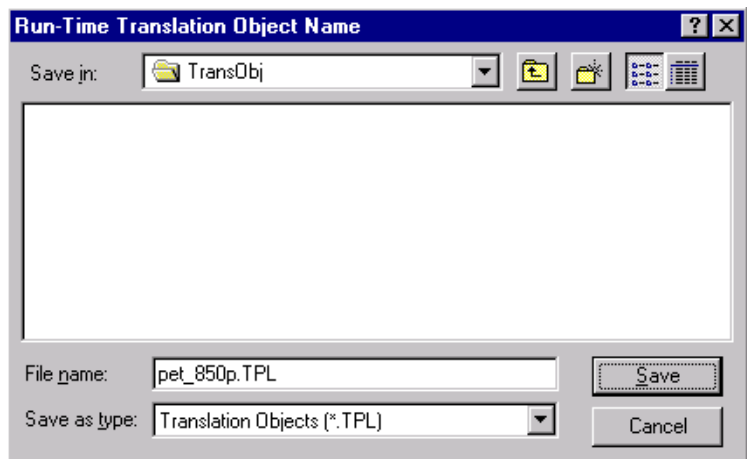 Run-Time Translation Object Name
Save in: TransObj
File name: pet_850p.TPL Save
Save as type: Translation Objects (*.TPL) Cancel